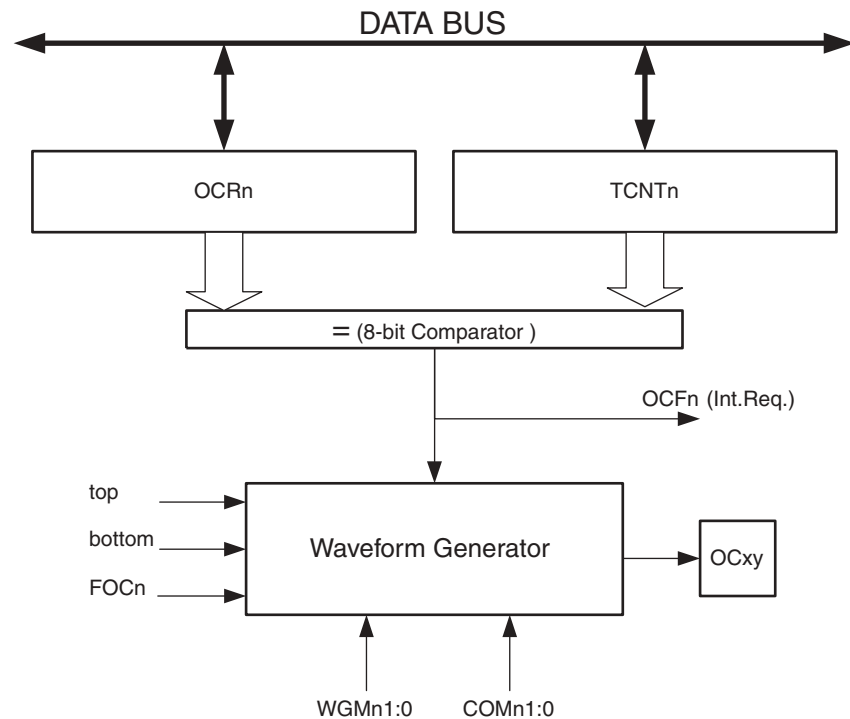 DATA BUS
OCRn
TCNTn
= (8-bit Comparator )
OCFn (Int.Req.)
top
bottom
FOCn
Waveform Generator
OCxy
WGMn1:0
COMn1:0